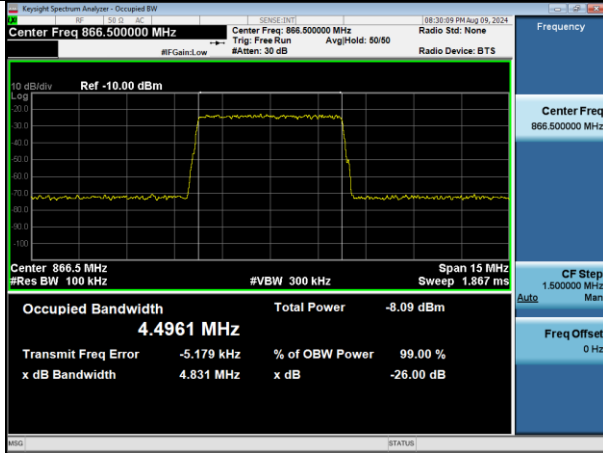 Keysight Spectrum Analyzer - Occupied BW
RF 50 Ω AC SENSE:INT 08:30:09 PM Aug 09, 2024
Center Freq 866.500000 MHz
Center Freq: 866.500000 MHz Radio Std: None
Trig: Free Run Avg|Hold: 50/50
#IFGain:Low #Atten: 30 dB Radio Device: BTS
Frequency
10 dB/div Ref -10.00 dBm
Log
-20.0
-30.0
-40.0
-50.0
-60.0
-70.0
-80.0
-90.0
-100
Center 866.5 MHz Span 15 MHz
#Res BW 100 kHz #VBW 300 kHz Sweep 1.867 ms
Occupied Bandwidth Total Power -8.09 dBm
4.4961 MHz
Transmit Freq Error -5.179 kHz % of OBW Power 99.00 %
x dB Bandwidth 4.831 MHz x dB -26.00 dB
Center Freq
866.500000 MHz
CF Step
1.500000 MHz
Auto Man
Freq Offset
0 Hz
MSG STATUS